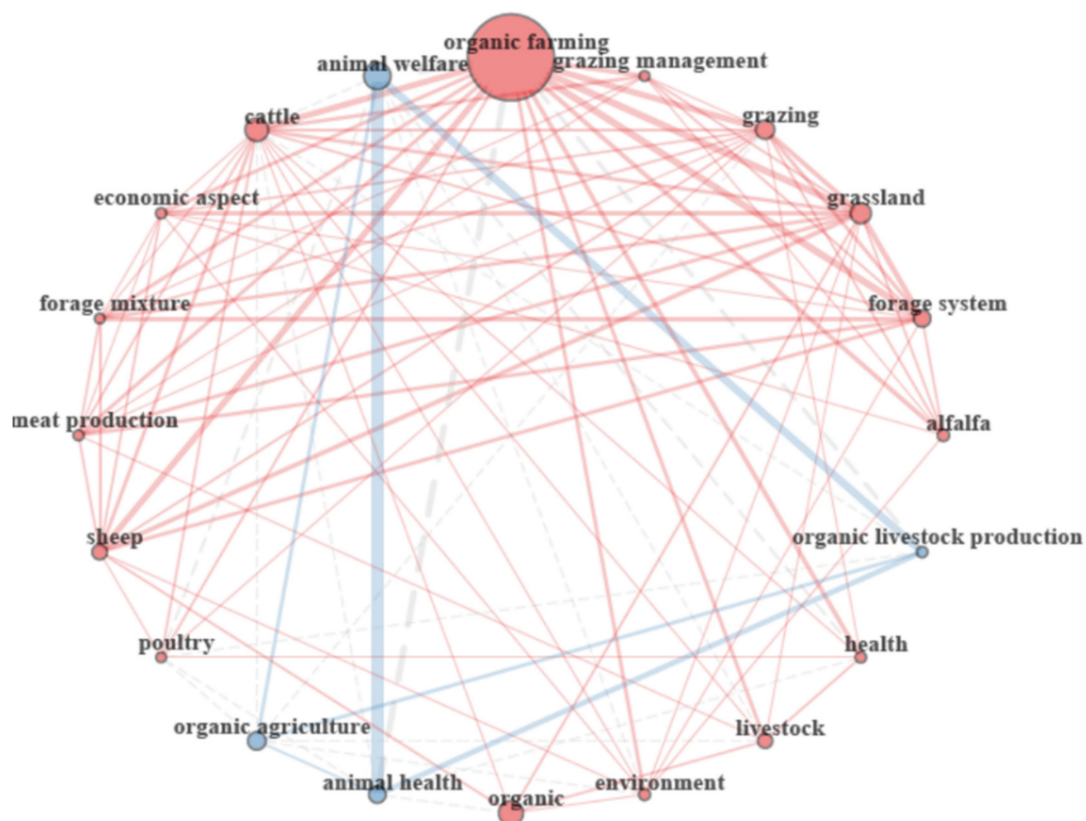 organic farming
animal welfare
grazing management
cattle
grazing
economic aspect
grassland
forage mixture
forage system
meat production
alfalfa
sheep
organic livestock production
poultry
health
organic agriculture
livestock
animal health
environment
organic